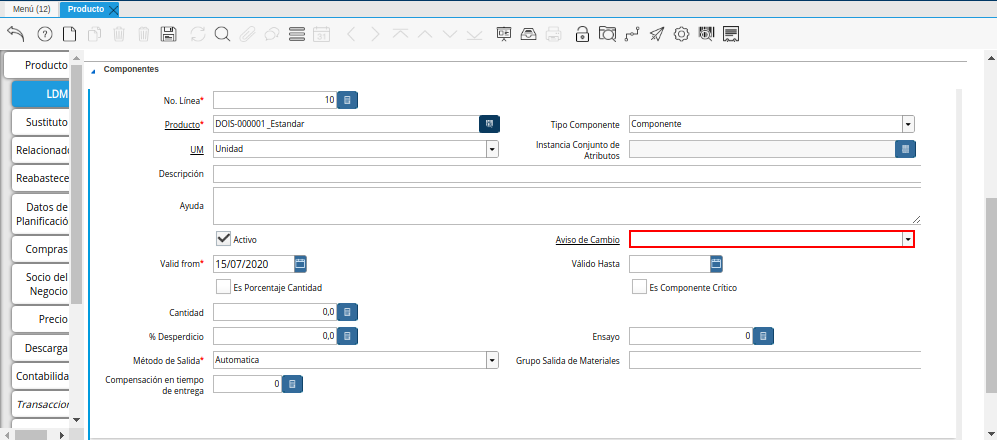 Menú (12)
Producto
Producto
LDM
Sustituto
Relacionado
Reabastece
Datos de
Planificació
Compras
Socio del
Negocio
Precio
Descarga
Contabilida
Transaccion
Componentes
No. Línea* 10
Producto* DOIS-000001_Estandar
Tipo Componente Componente
UM Unidad
Instancia Conjunto de
Atributos
Descripción
Ayuda
Activo
Aviso de Cambio
Valid from* 15/07/2020
Válido Hasta
Es Porcentaje Cantidad
Es Componente Crítico
Cantidad 0,0
% Desperdicio 0,0
Ensayo 0
Método de Salida* Automatica
Grupo Salida de Materiales
Compensación en tiempo
de entrega 0